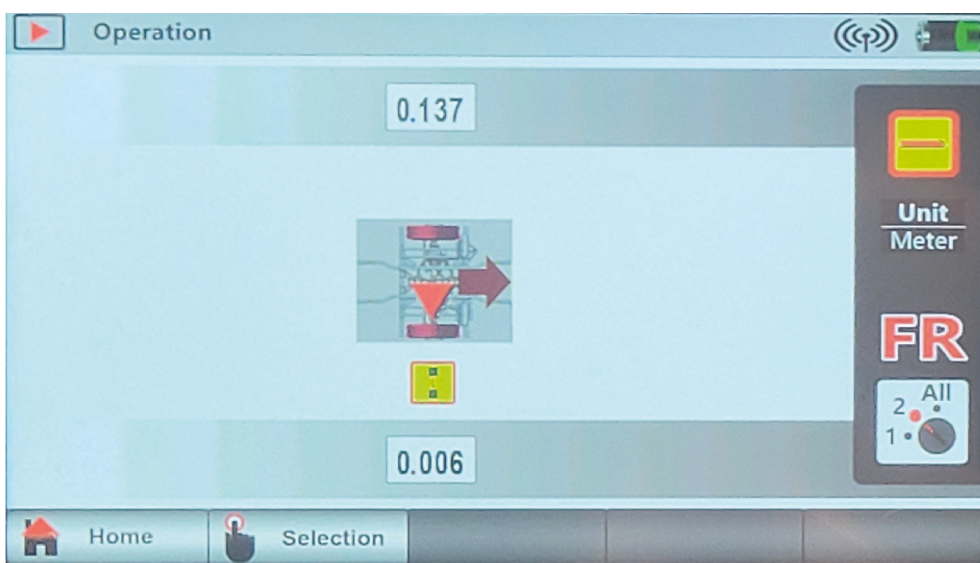 Operation
0.137
Unit
Meter
FR
All
2
1
0.006
Home
Selection